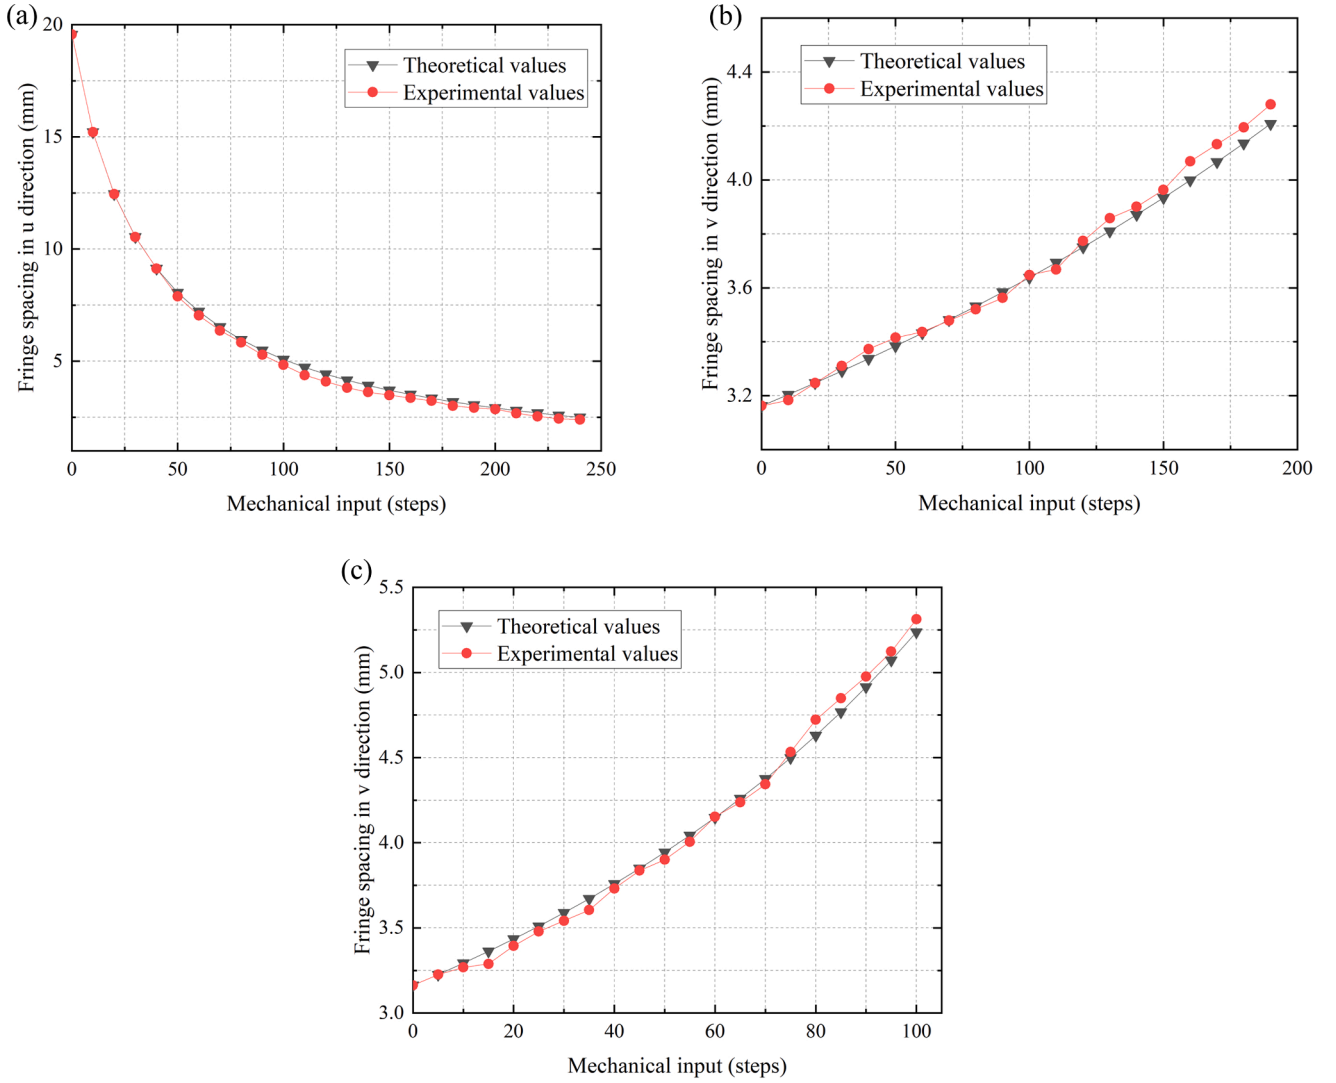 (a)
20
15
10
5
0
50
100
150
200
250
Fringe spacing in u direction (mm)
Mechanical input (steps)
Theoretical values
Experimental values
(b)
4.4
4.0
3.6
3.2
0
50
100
150
200
Fringe spacing in v direction (mm)
Mechanical input (steps)
Theoretical values
Experimental values
(c)
5.5
5.0
4.5
4.0
3.5
3.0
0
20
40
60
80
100
Fringe spacing in v direction (mm)
Mechanical input (steps)
Theoretical values
Experimental values